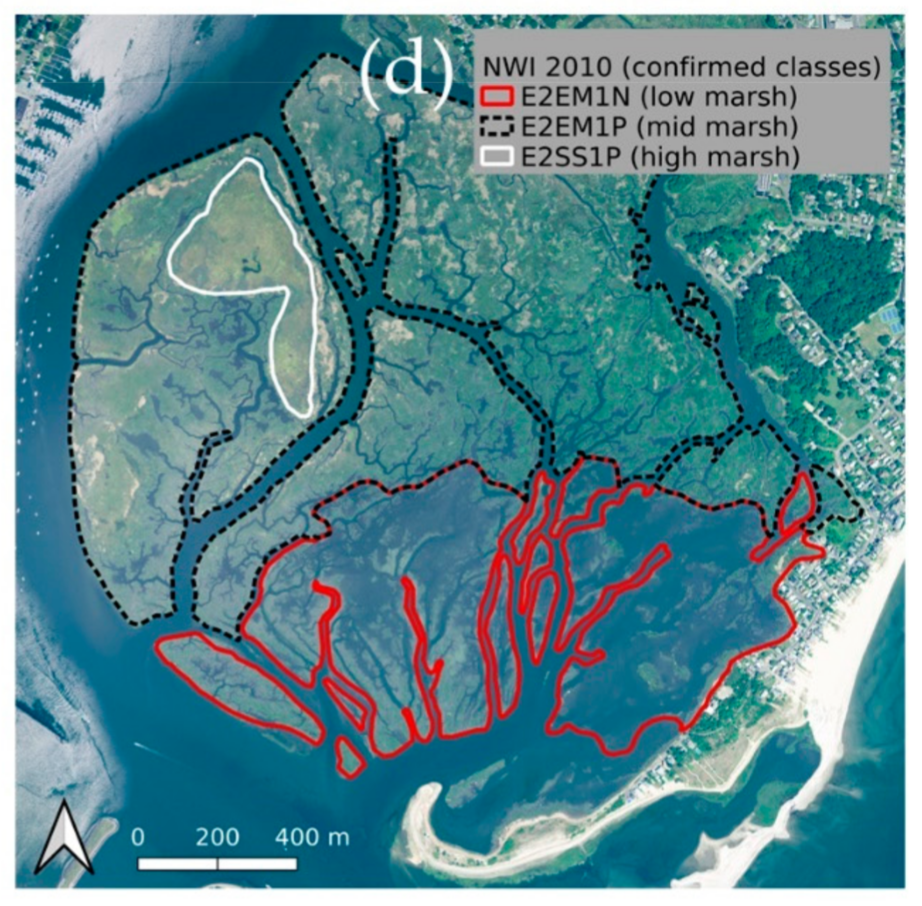 (d)
NWI 2010 (confirmed classes)
E2EM1N (low marsh)
E2EM1P (mid marsh)
E2SS1P (high marsh)
0 200 400 m